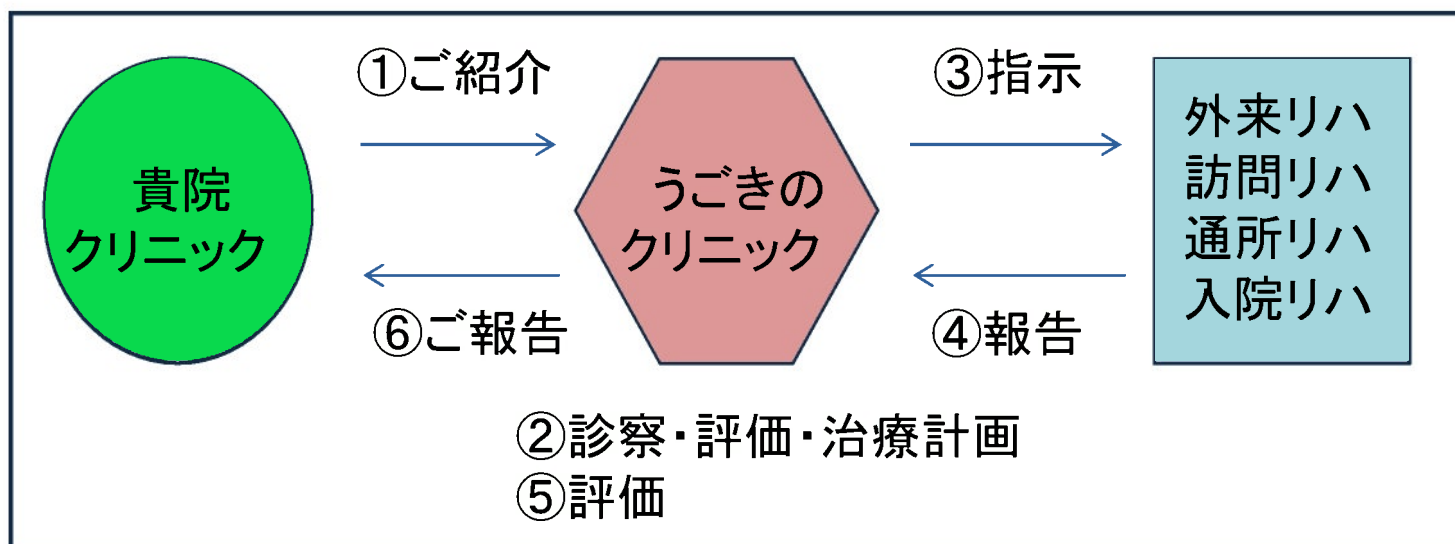 ①ご紹介
③指示
貴院
クリニック
うごきの
クリニック
外来リハ
訪問リハ
通所リハ
入院リハ
⑥ご報告
④報告
②診察・評価・治療計画
⑤評価